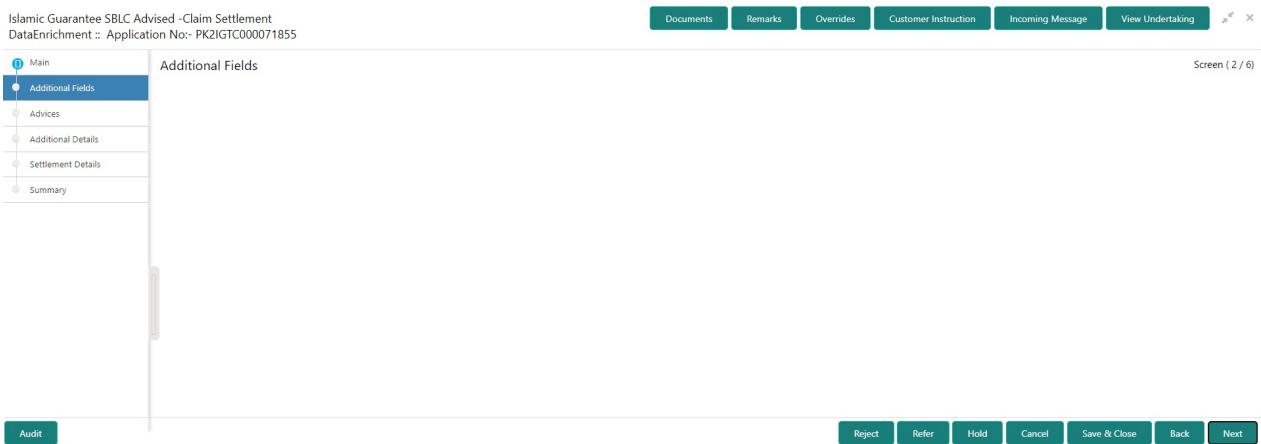 Islamic Guarantee SBLC Advised -Claim Settlement
DataEnrichment :: Application No:- PK2IGTC000071855
Documents
Remarks
Overrides
Customer Instruction
Incoming Message
View Undertaking
Main
Additional Fields
Advices
Additional Details
Settlement Details
Summary
Additional Fields
Screen ( 2 / 6)
Audit
Reject
Refer
Hold
Cancel
Save & Close
Back
Next